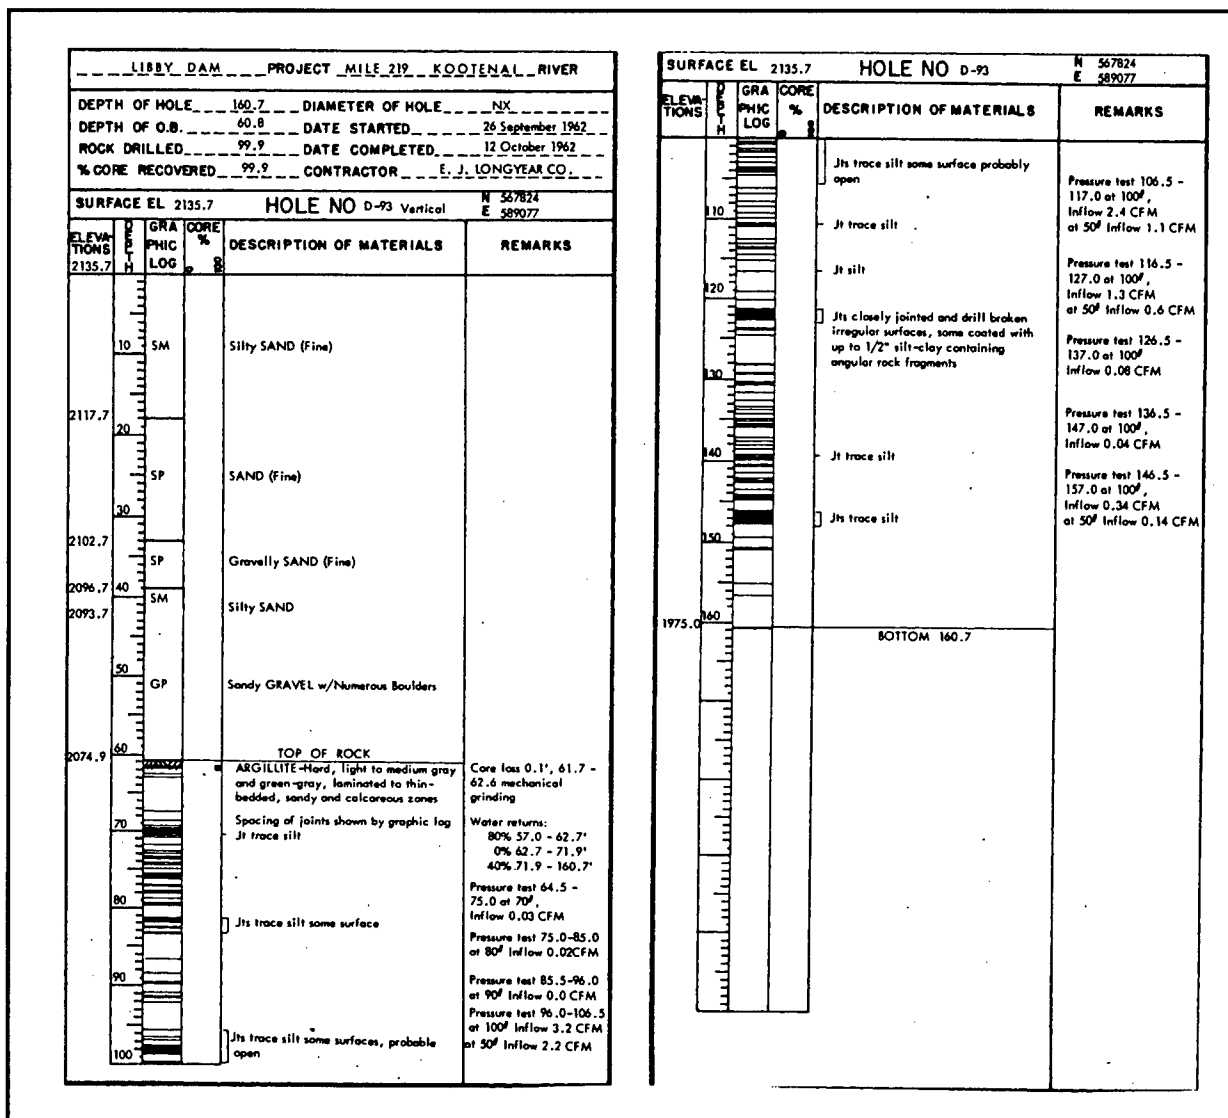 LIBBY DAM PROJECT MILE 219 KOOTENAI RIVER
DEPTH OF HOLE 160.7 DIAMETER OF HOLE NX
DEPTH OF O.B. 60.8 DATE STARTED 26 September 1962
ROCK DRILLED 99.9 DATE COMPLETED 12 October 1962
% CORE RECOVERED 99.9 CONTRACTOR E. J. LONGYEAR CO.
SURFACE EL 2135.7 HOLE NO D-93 Vertical N 567824
E 589077
ELEVA-TIONS DEPTH GRAPHIC LOG CORE % DESCRIPTION OF MATERIALS REMARKS
2135.7 0 100
10 SM Silty SAND (Fine)
2117.7
20
SP SAND (Fine)
30
2102.7
SP Gravelly SAND (Fine)
2096.7 40
SM Silty SAND
2093.7
50
GP Sandy GRAVEL w/Numerous Boulders
60 TOP OF ROCK
2074.9
ARGILLITE-Hard, light to medium gray
and green-gray, laminated to thin-
bedded, sandy and calcareous zones
Spacing of joints shown by graphic log
70 Jt trace silt
80
Jts trace silt some surface
90
Jts trace silt some surfaces, probable
open
100
Core loss 0.1', 61.7 -
62.6 mechanical
grinding
Water returns:
80% 57.0 - 62.7'
0% 62.7 - 71.9'
40% 71.9 - 160.7'
Pressure test 64.5 -
75.0 at 70#,
Inflow 0.03 CFM
Pressure test 75.0-85.0
at 80# Inflow 0.02CFM
Pressure test 85.5-96.0
at 90# Inflow 0.0 CFM
Pressure test 96.0-106.5
at 100# Inflow 3.2 CFM
at 50# Inflow 2.2 CFM
SURFACE EL 2135.7 HOLE NO D-93 N 567824
E 589077
ELEVA-TIONS DEPTH GRAPHIC LOG CORE % DESCRIPTION OF MATERIALS REMARKS
0 100
Jts trace silt some surface probably
open
110 Jt trace silt
Jt silt
120
Jts closely jointed and drill broken
irregular surfaces, some coated with
up to 1/2" silt-clay containing
angular rock fragments
130
140 Jt trace silt
Jts trace silt
150
160
1975.0
BOTTOM 160.7
Pressure test 106.5 -
117.0 at 100#,
Inflow 2.4 CFM
at 50# Inflow 1.1 CFM
Pressure test 116.5 -
127.0 at 100#,
Inflow 1.3 CFM
at 50# Inflow 0.6 CFM
Pressure test 126.5 -
137.0 at 100#
Inflow 0.08 CFM
Pressure test 136.5 -
147.0 at 100#,
Inflow 0.04 CFM
Pressure test 146.5 -
157.0 at 100#,
Inflow 0.34 CFM
at 50# Inflow 0.14 CFM